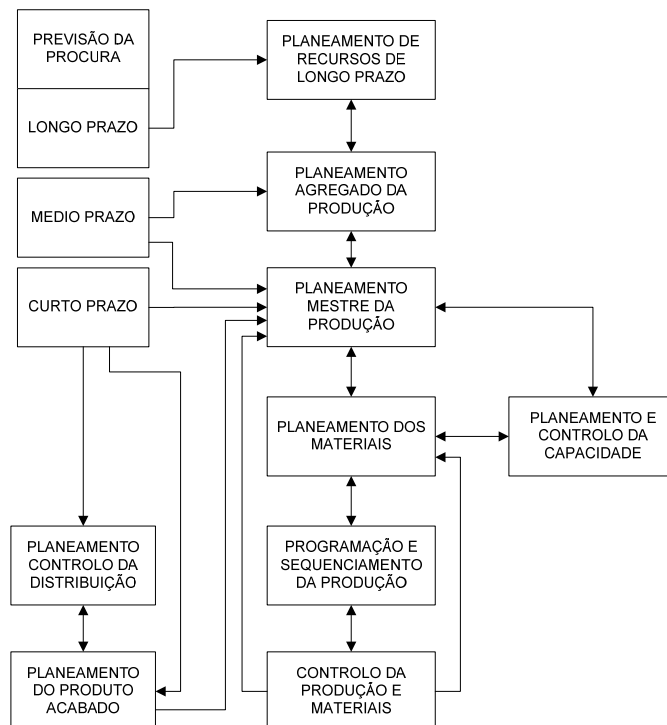 PREVISÃO DA
PROCURA
LONGO PRAZO
MEDIO PRAZO
CURTO PRAZO
PLANEAMENTO
CONTROLO DA
DISTRIBUIÇÃO
PLANEAMENTO
DO PRODUTO
ACABADO
PLANEAMENTO DE
RECURSOS DE
LONGO PRAZO
PLANEAMENTO
AGREGADO DA
PRODUÇÃO
PLANEAMENTO
MESTRE DA
PRODUÇÃO
PLANEAMENTO DOS
MATERIAIS
PROGRAMAÇÃO E
SEQUENCIAMENTO
DA PRODUÇÃO
CONTROLO DA
PRODUÇÃO E
MATERIAIS
PLANEAMENTO E
CONTROLO DA
CAPACIDADE